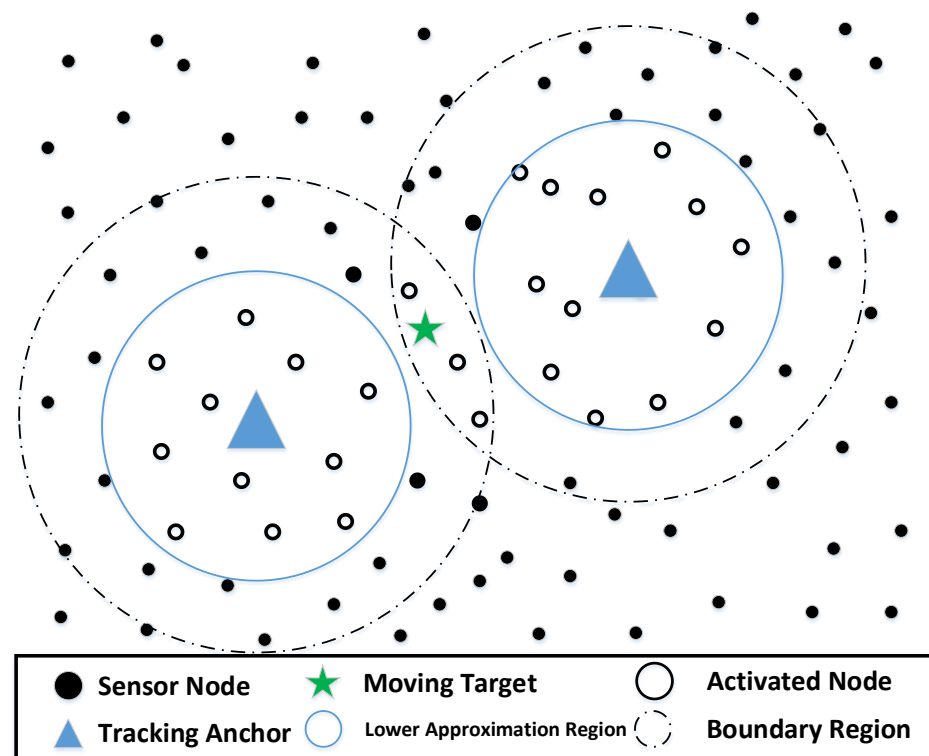 Sensor Node Moving Target Activated Node
Tracking Anchor Lower Approximation Region Boundary Region